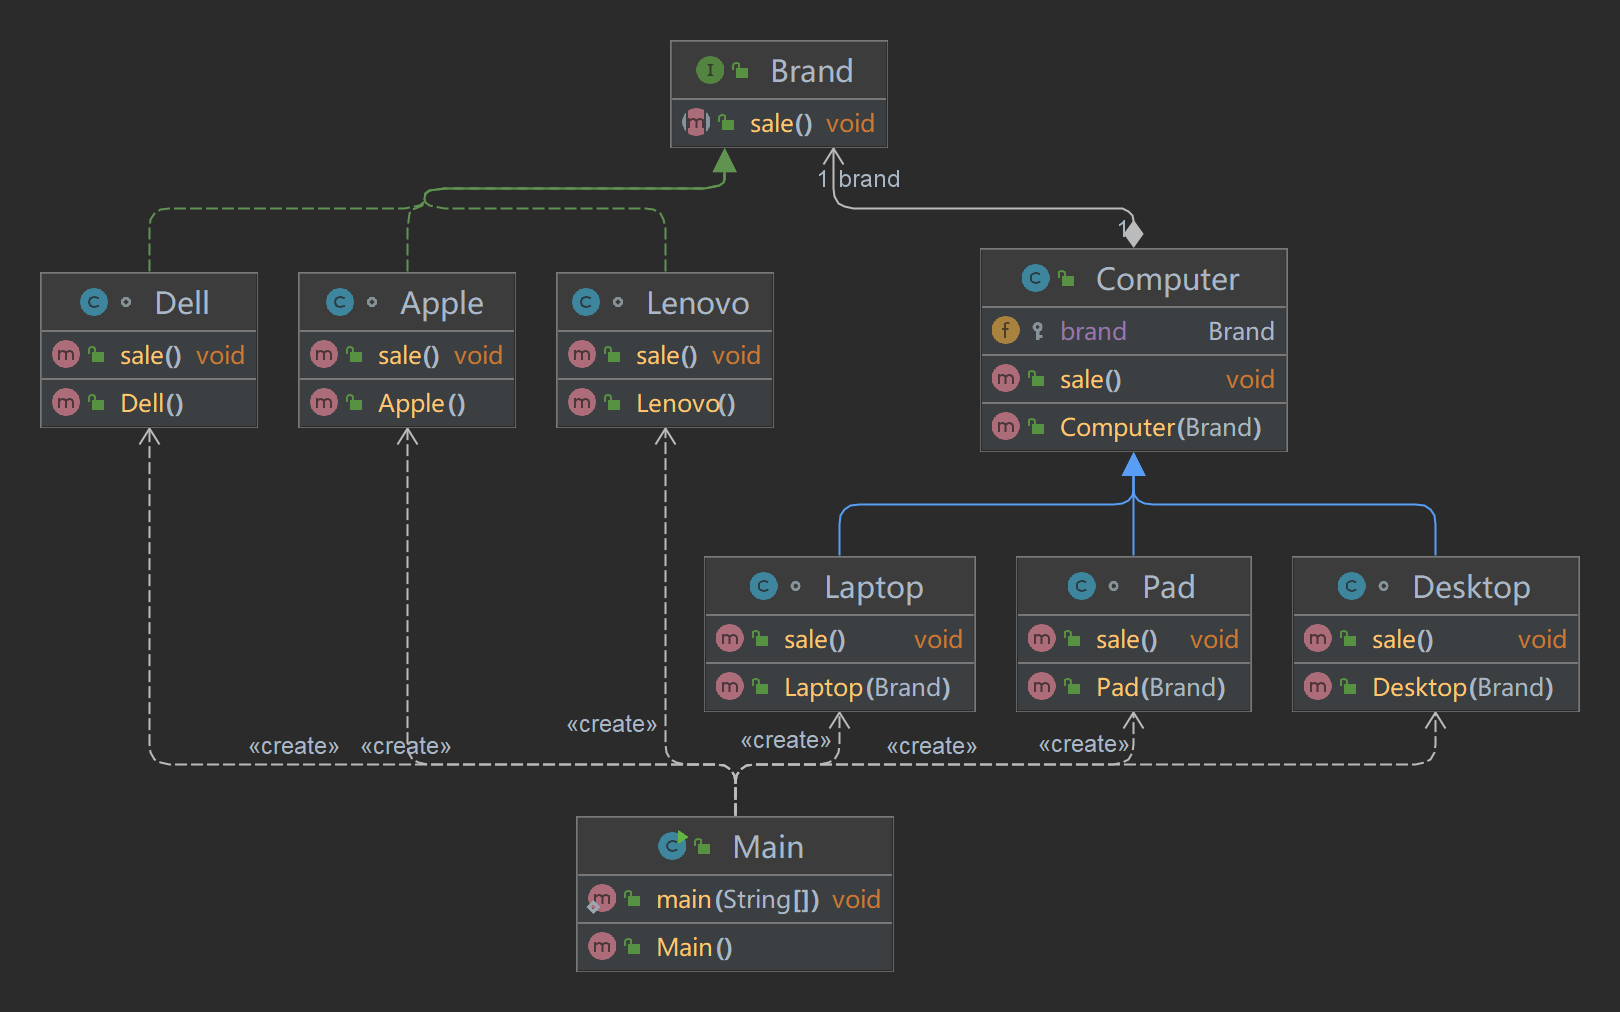 Brand
sale() void
1 brand
1
Dell
sale() void
Dell()
Apple
sale() void
Apple()
Lenovo
sale() void
Lenovo()
Computer
brand Brand
sale() void
Computer(Brand)
Laptop
sale() void
Laptop(Brand)
Pad
sale() void
Pad(Brand)
Desktop
sale() void
Desktop(Brand)
«create»
«create»
«create»
«create»
«create»
«create»
Main
main(String[]) void
Main()